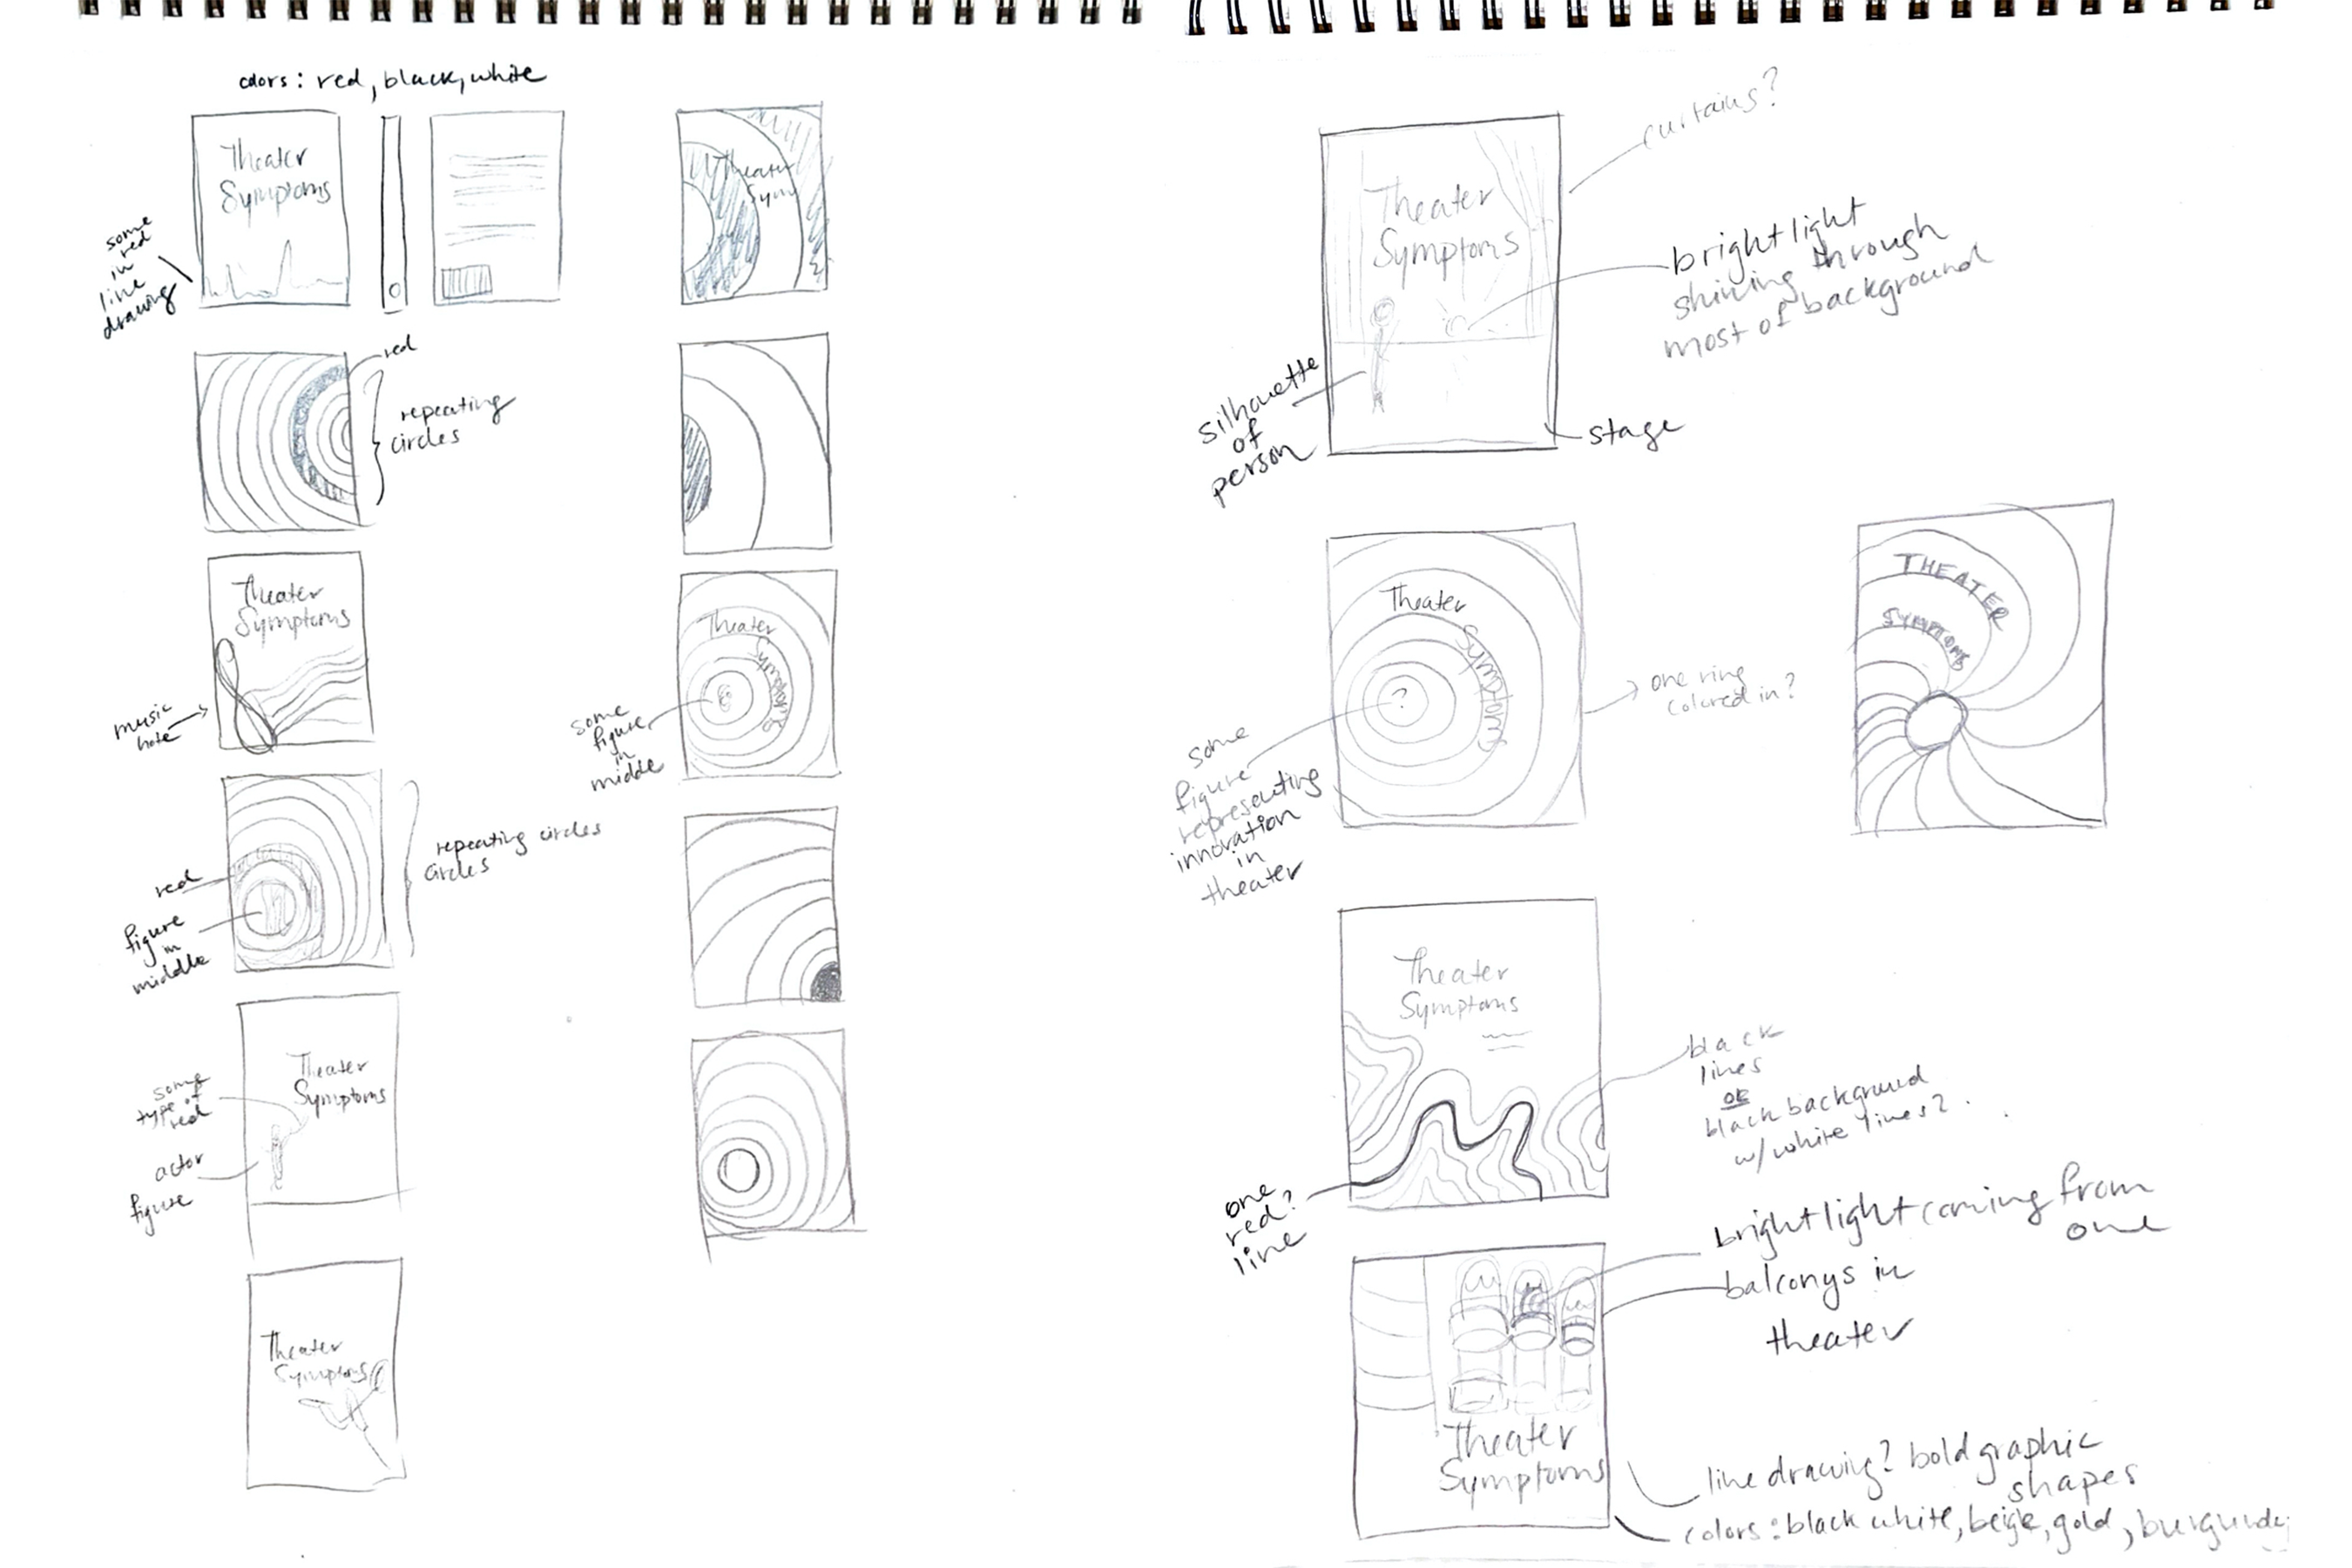 colors: red, black, white
Theater
Symptoms
some
red
in
line
drawing
Theater
Sym
red
repeating
circles
Theater
Symptoms
music
note
Theater
Symptoms
some
figure
in
middle
repeating circles
circles
red
figure
in
middle
Theater
Symptoms
some
type of
red
actor
figure
Theater
Symptoms
curtains?
Theater
Symptoms
bright light
shining through
most of background
silhouette
of
person
stage
Theater
Symptoms
?
one ring
colored in?
some
figure
representing
innovation
in
theater
THEATER
SYMPTOMS
Theater
Symptoms
black
lines
or
black background
w/ white lines?
one
red?
line
bright light coming from
one
balconys in
theater
Theater
Symptoms
line drawing? bold graphic
shapes
colors: black white, beige, gold, burgundy